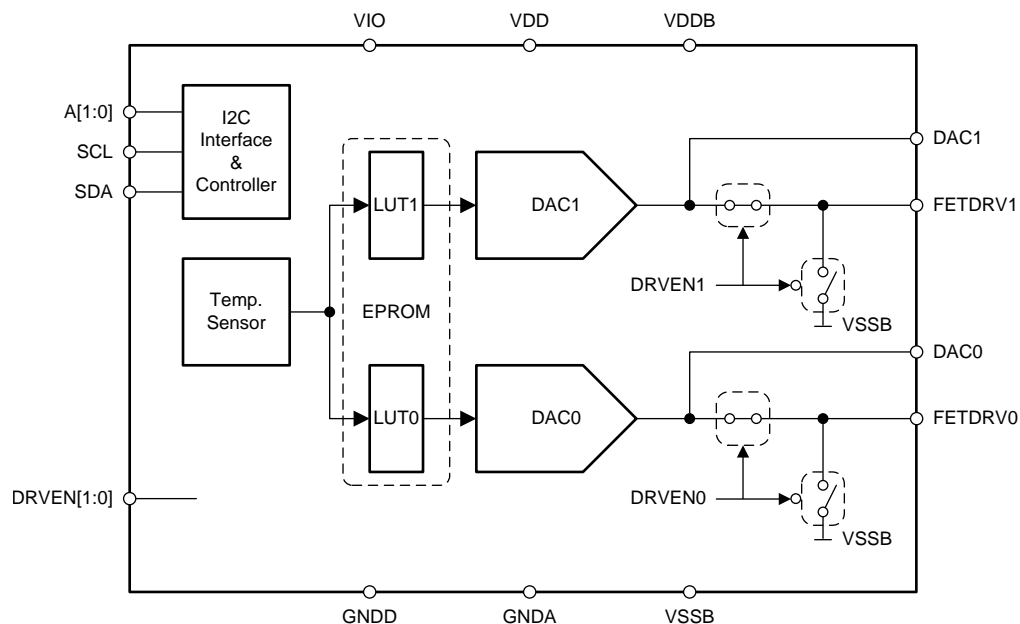 VIO
VDD
VDDB
A[1:0]
SCL
SDA
I2C
Interface
&
Controller
DAC1
LUT1
DAC1
FETDRV1
DRVEN1
VSSB
Temp.
Sensor
EPROM
DAC0
LUT0
DAC0
FETDRV0
DRVEN[1:0]
DRVEN0
VSSB
GNDD
GNDA
VSSB